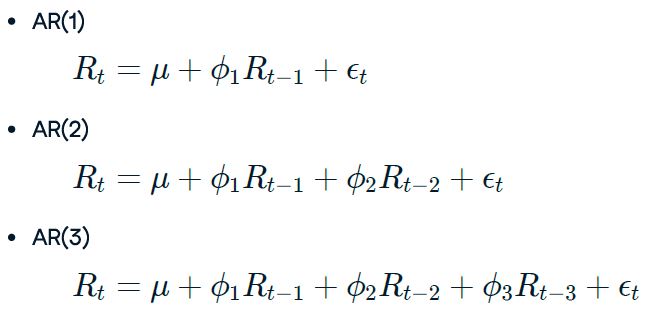 • AR(1)
R_t = μ + ϕ_1 R_{t−1} + ϵ_t
• AR(2)
R_t = μ + ϕ_1 R_{t−1} + ϕ_2 R_{t−2} + ϵ_t
• AR(3)
R_t = μ + ϕ_1 R_{t−1} + ϕ_2 R_{t−2} + ϕ_3 R_{t−3} + ϵ_t